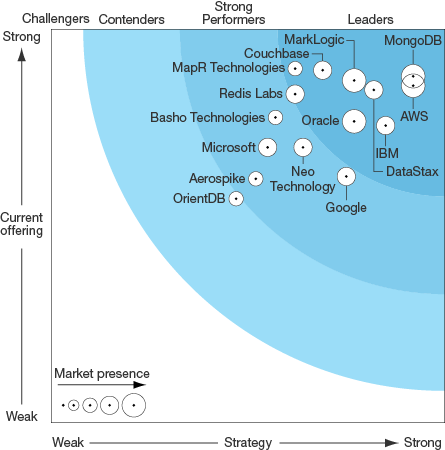 Challengers Contenders Strong Performers Leaders
Strong
MarkLogic MongoDB
Couchbase
MapR Technologies
Redis Labs
Basho Technologies Oracle AWS
Microsoft IBM
Neo Technology DataStax
Aerospike
OrientDB Google
Current offering
Market presence
Weak
Weak Strategy Strong